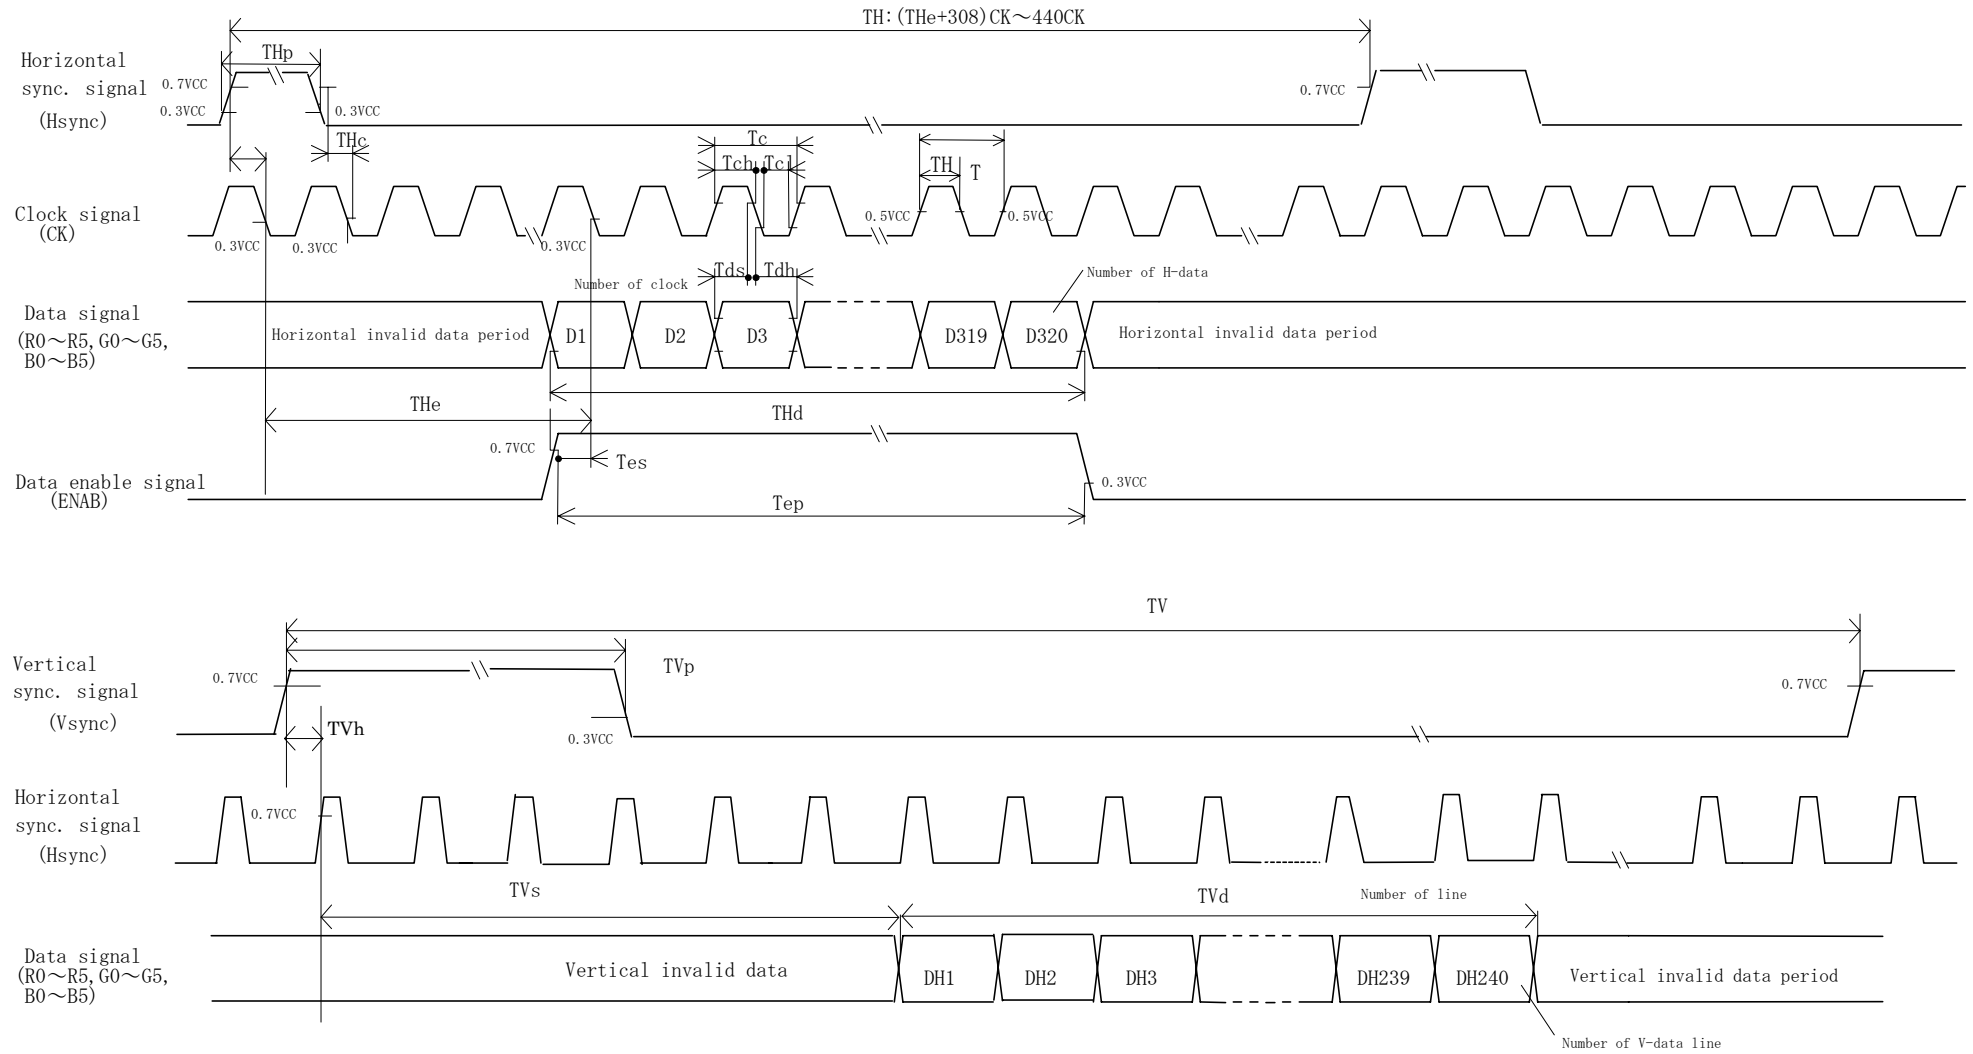 TH:(THe+308)CK～440CK
THp
Horizontal
sync. signal
(Hsync)
0.7VCC
0.3VCC
0.3VCC
0.7VCC
THc
Tc
Tch
Tcl
TH
T
Clock signal
(CK)
0.3VCC
0.3VCC
0.3VCC
0.5VCC
0.5VCC
Tds
Tdh
Number of clock
Number of H-data
Data signal
(R0～R5,G0～G5,
B0～B5)
Horizontal invalid data period
D1
D2
D3
D319
D320
Horizontal invalid data period
THe
THd
0.7VCC
Tes
Data enable signal
(ENAB)
0.3VCC
Tep
TV
Vertical
sync. signal
(Vsync)
0.7VCC
TVp
0.7VCC
TVh
0.3VCC
Horizontal
sync. signal
(Hsync)
0.7VCC
TVs
TVd
Number of line
Data signal
(R0～R5,G0～G5,
B0～B5)
Vertical invalid data
DH1
DH2
DH3
DH239
DH240
Vertical invalid data period
Number of V-data line